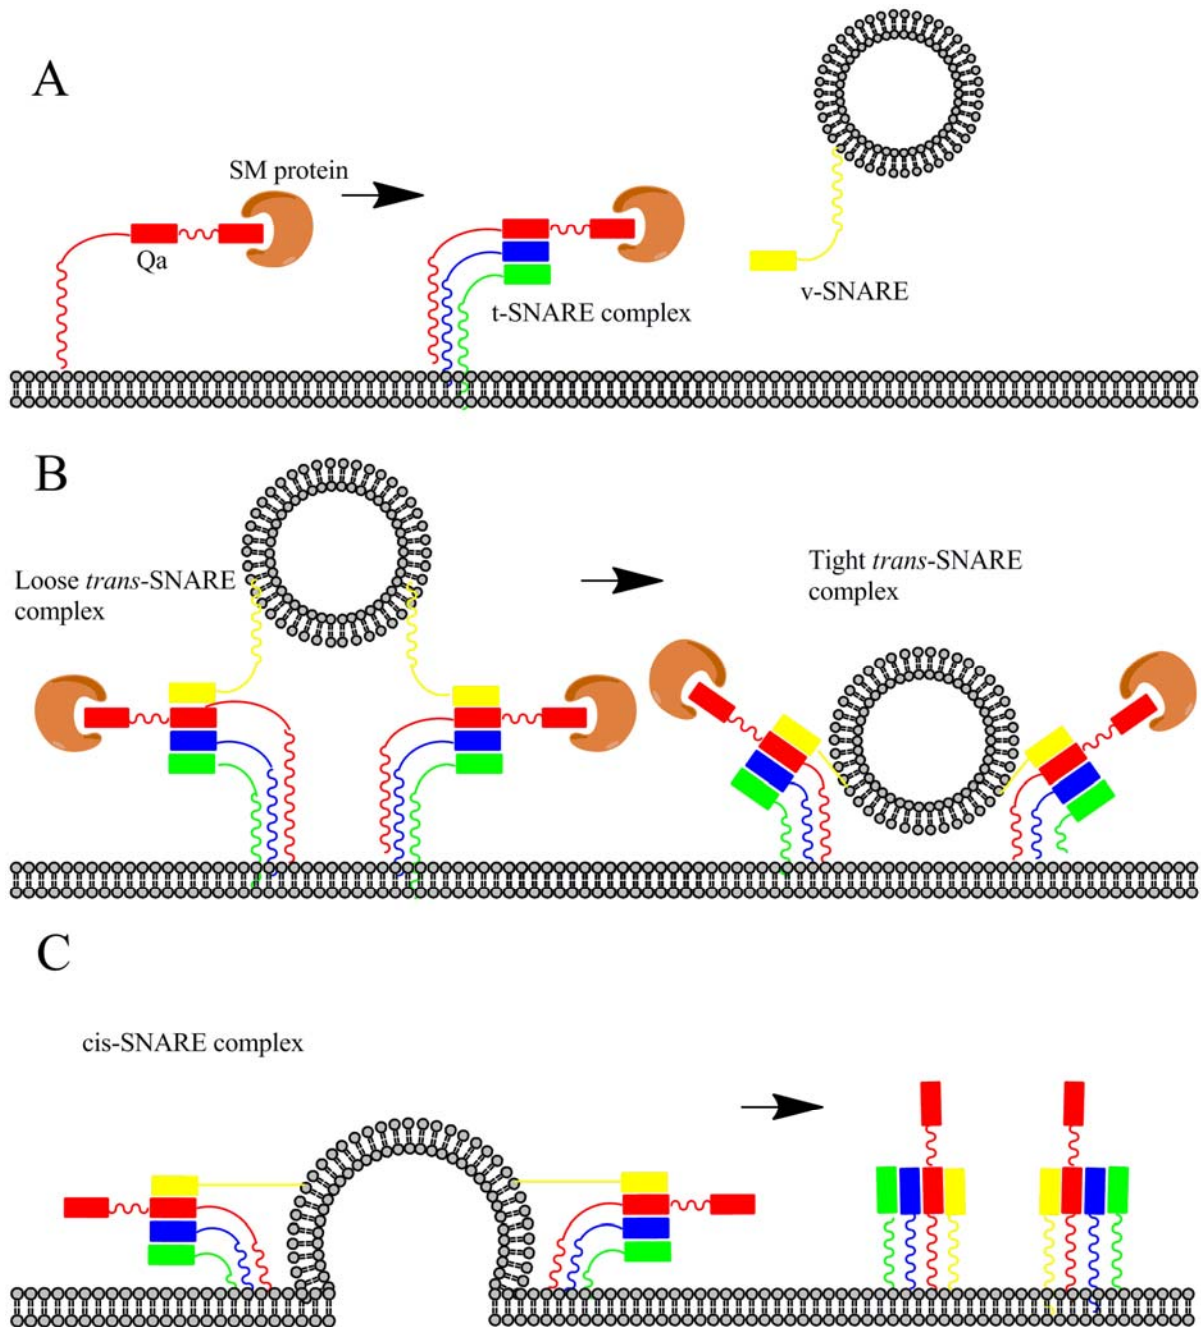 A
SM protein
Qa
t-SNARE complex
v-SNARE
B
Loose trans-SNARE
complex
Tight trans-SNARE
complex
C
cis-SNARE complex